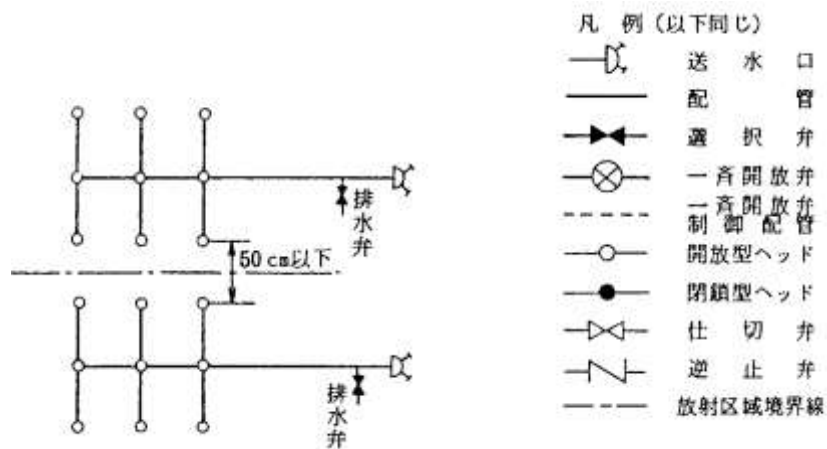 排水弁
50cm以下
排水弁
凡例（以下同じ）
送水口
配管
選択弁
一斉開放弁
一斉開放弁
制御配管
開放型ヘッド
閉鎖型ヘッド
仕切弁
逆止弁
放射区域境界線